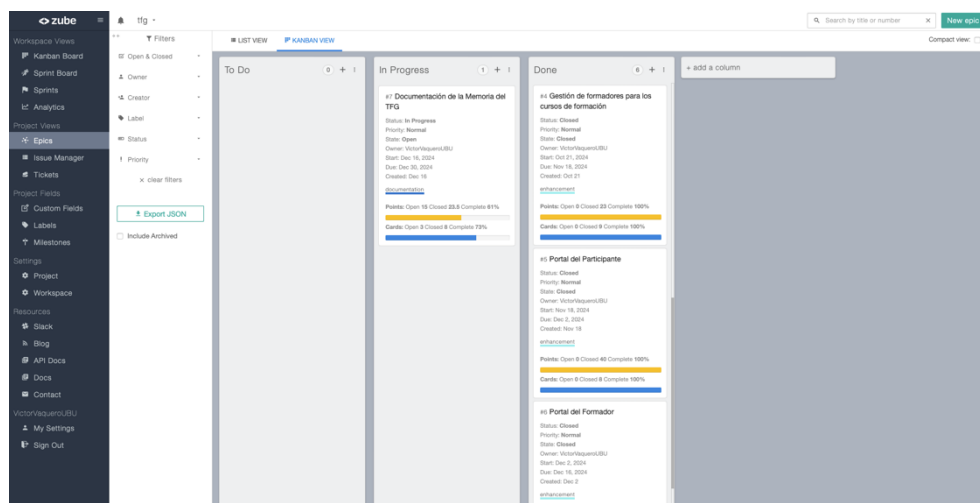 zube
tfg
Search by title or number
New epic
Workspace Views
Kanban Board
Sprint Board
Sprints
Analytics
Project Views
Epics
Issue Manager
Tickets
Project Fields
Custom Fields
Labels
Milestones
Settings
Project
Workspace
Resources
Slack
Blog
API Docs
Docs
Contact
VictorVaqueroUBU
My Settings
Sign Out
Filters
Open & Closed
Owner
Creator
Label
Status
Priority
× clear filters
Export JSON
Include Archived
LIST VIEW
KANBAN VIEW
Compact view:
To Do 0 +
In Progress 1 +
#7 Documentación de la Memoria del
TFG
Status: In Progress
Priority: Normal
State: Open
Owner: VictorVaqueroUBU
Start: Dec 16, 2024
Due: Dec 30, 2024
Created: Dec 16
documentation
Points: Open 15 Closed 23.5 Complete 61%
Cards: Open 3 Closed 8 Complete 73%
Done 6 +
#4 Gestión de formadores para los
cursos de formación
Status: Closed
Priority: Normal
State: Closed
Owner: VictorVaqueroUBU
Start: Oct 21, 2024
Due: Nov 18, 2024
Created: Oct 21
enhancement
Points: Open 0 Closed 23 Complete 100%
Cards: Open 0 Closed 9 Complete 100%
#5 Portal del Participante
Status: Closed
Priority: Normal
State: Closed
Owner: VictorVaqueroUBU
Start: Nov 18, 2024
Due: Dec 2, 2024
Created: Nov 18
enhancement
Points: Open 0 Closed 40 Complete 100%
Cards: Open 0 Closed 8 Complete 100%
#6 Portal del Formador
Status: Closed
Priority: Normal
State: Closed
Owner: VictorVaqueroUBU
Start: Dec 2, 2024
Due: Dec 16, 2024
Created: Dec 2
enhancement
+ add a column